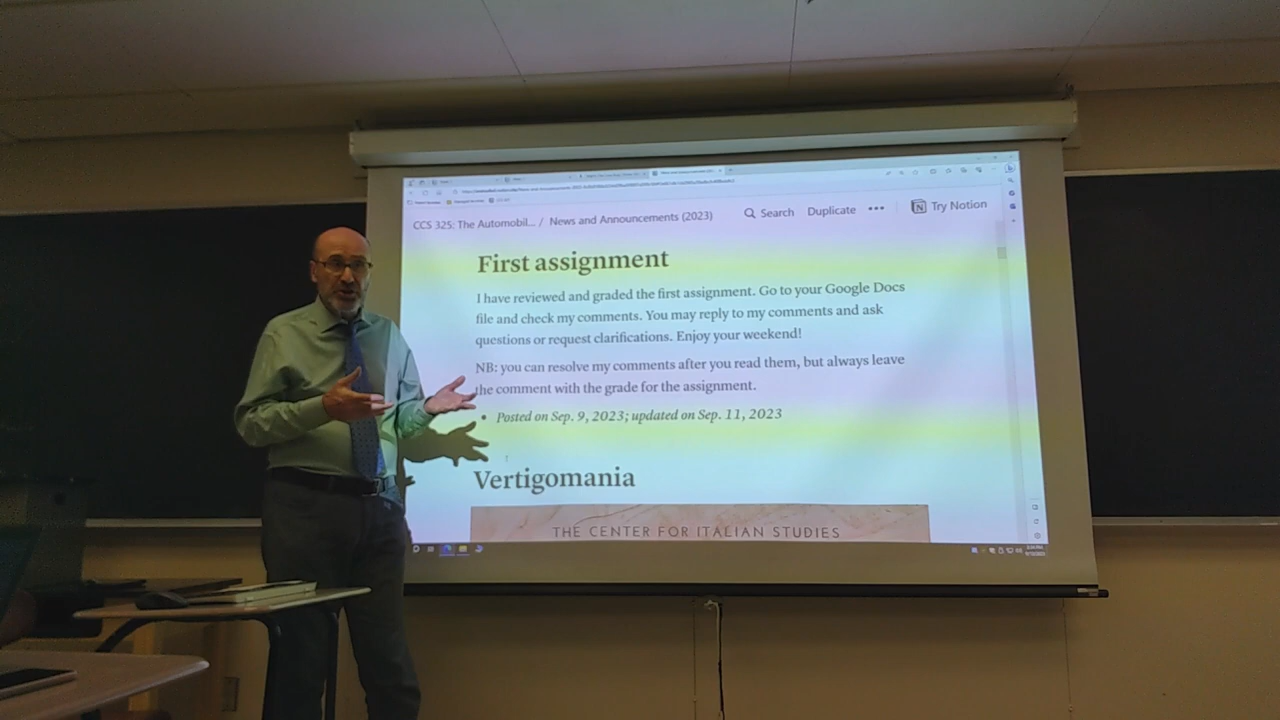 CCS 325: The Automobil... / News and Announcements (2023)
Search Duplicate ••• Try Notion
First assignment
I have reviewed and graded the first assignment. Go to your Google Docs
file and check my comments. You may reply to my comments and ask
questions or request clarifications. Enjoy your weekend!
NB: you can resolve my comments after you read them, but always leave
the comment with the grade for the assignment.
• Posted on Sep. 9, 2023; updated on Sep. 11, 2023
Vertigomania
THE CENTER FOR ITALIAN STUDIES